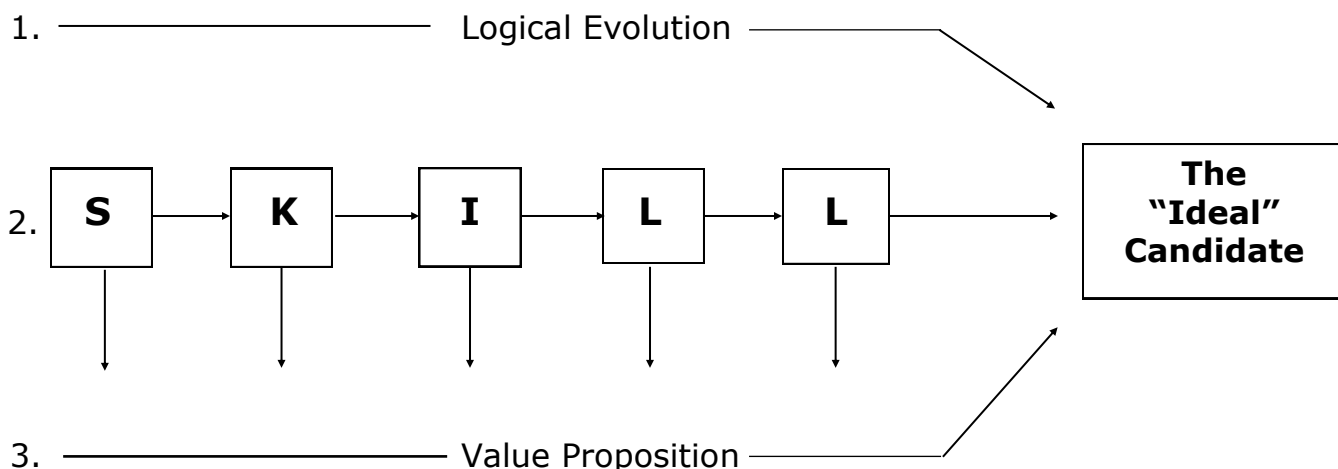 1. Logical Evolution
2. S K I L L
The
“Ideal”
Candidate
3. Value Proposition